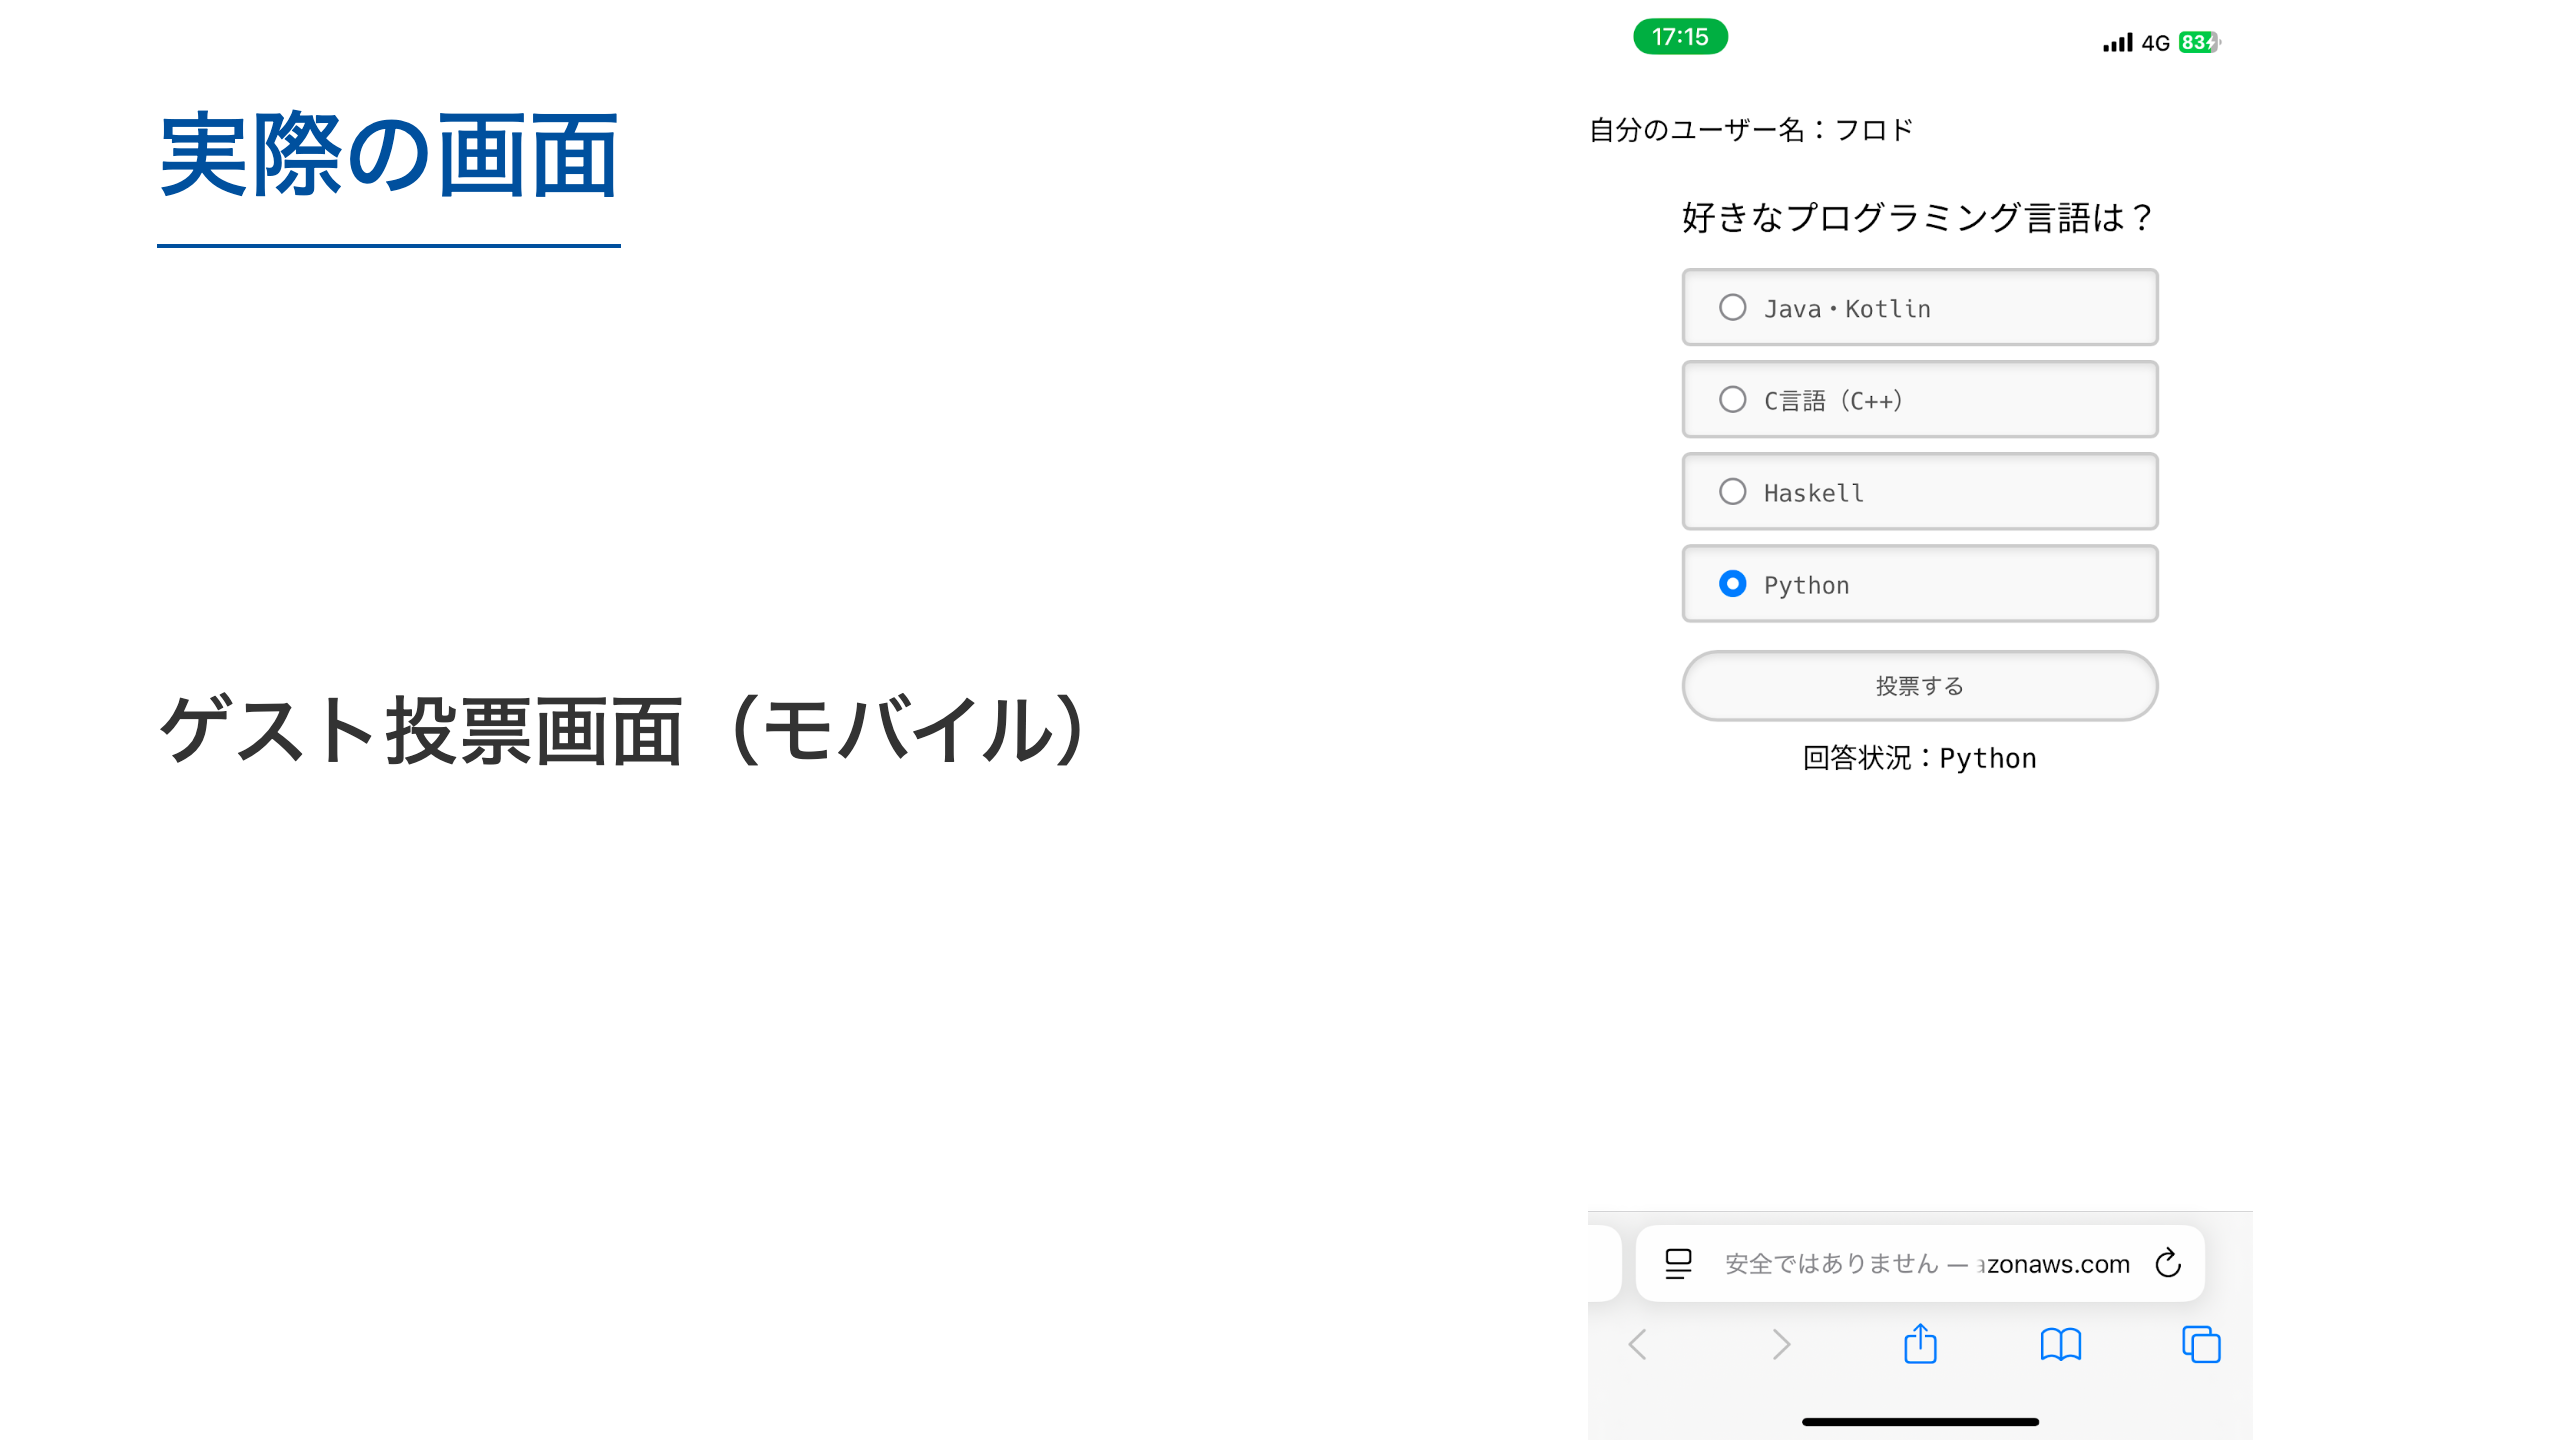 実際の画面
ゲスト投票画面（モバイル）
17:15
4G 83
自分のユーザー名：フロド
好きなプログラミング言語は？
Java・Kotlin
C言語（C++）
Haskell
Python
投票する
回答状況：Python
安全ではありません — azonaws.com